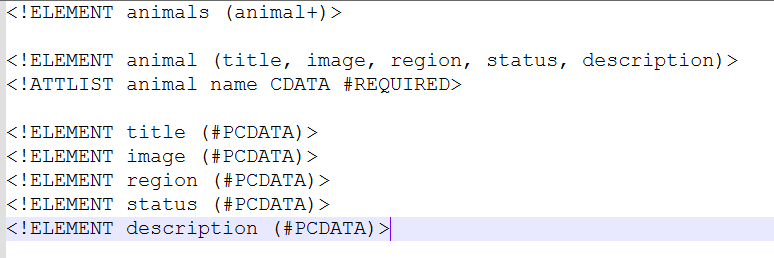 <!ELEMENT animals (animal+)>
<!ELEMENT animal (title, image, region, status, description)>
<!ATTLIST animal name CDATA #REQUIRED>
<!ELEMENT title (#PCDATA)>
<!ELEMENT image (#PCDATA)>
<!ELEMENT region (#PCDATA)>
<!ELEMENT status (#PCDATA)>
<!ELEMENT description (#PCDATA)>